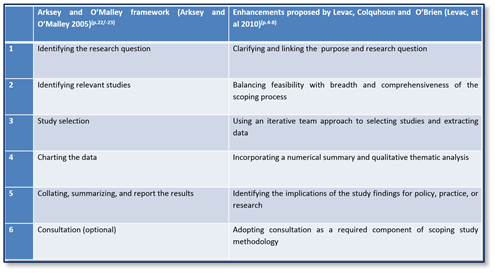 Arksey and O'Malley framework (Arksey and
O'Malley 2005)(p.22/-23)
Enhancements proposed by Levac, Colquhoun and O'Brien (Levac, et
al 2010)(p.4-8)
1
Identifying the research question
Clarifying and linking the purpose and research question
2
Identifying relevant studies
Balancing feasibility with breadth and comprehensiveness of the
scoping process
3
Study selection
Using an iterative team approach to selecting studies and extracting
data
4
Charting the data
Incorporating a numerical summary and qualitative thematic analysis
5
Collating, summarizing, and report the results
Identifying the implications of the study findings for policy, practice, or
research
6
Consultation (optional)
Adopting consultation as a required component of scoping study
methodology